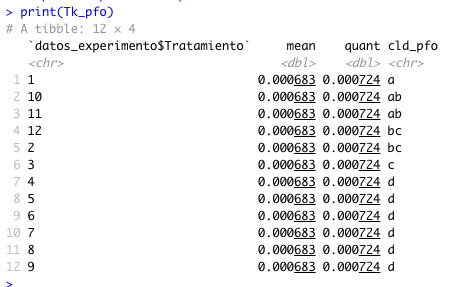 > print(Tk_pfo)
# A tibble: 12 × 4
`datos_experimento$Tratamiento` mean quant cld_pfo
<chr> <dbl> <dbl> <chr>
1 1 0.000683 0.000724 a
2 10 0.000683 0.000724 ab
3 11 0.000683 0.000724 ab
4 12 0.000683 0.000724 bc
5 2 0.000683 0.000724 bc
6 3 0.000683 0.000724 c
7 4 0.000683 0.000724 d
8 5 0.000683 0.000724 d
9 6 0.000683 0.000724 d
10 7 0.000683 0.000724 d
11 8 0.000683 0.000724 d
12 9 0.000683 0.000724 d
>